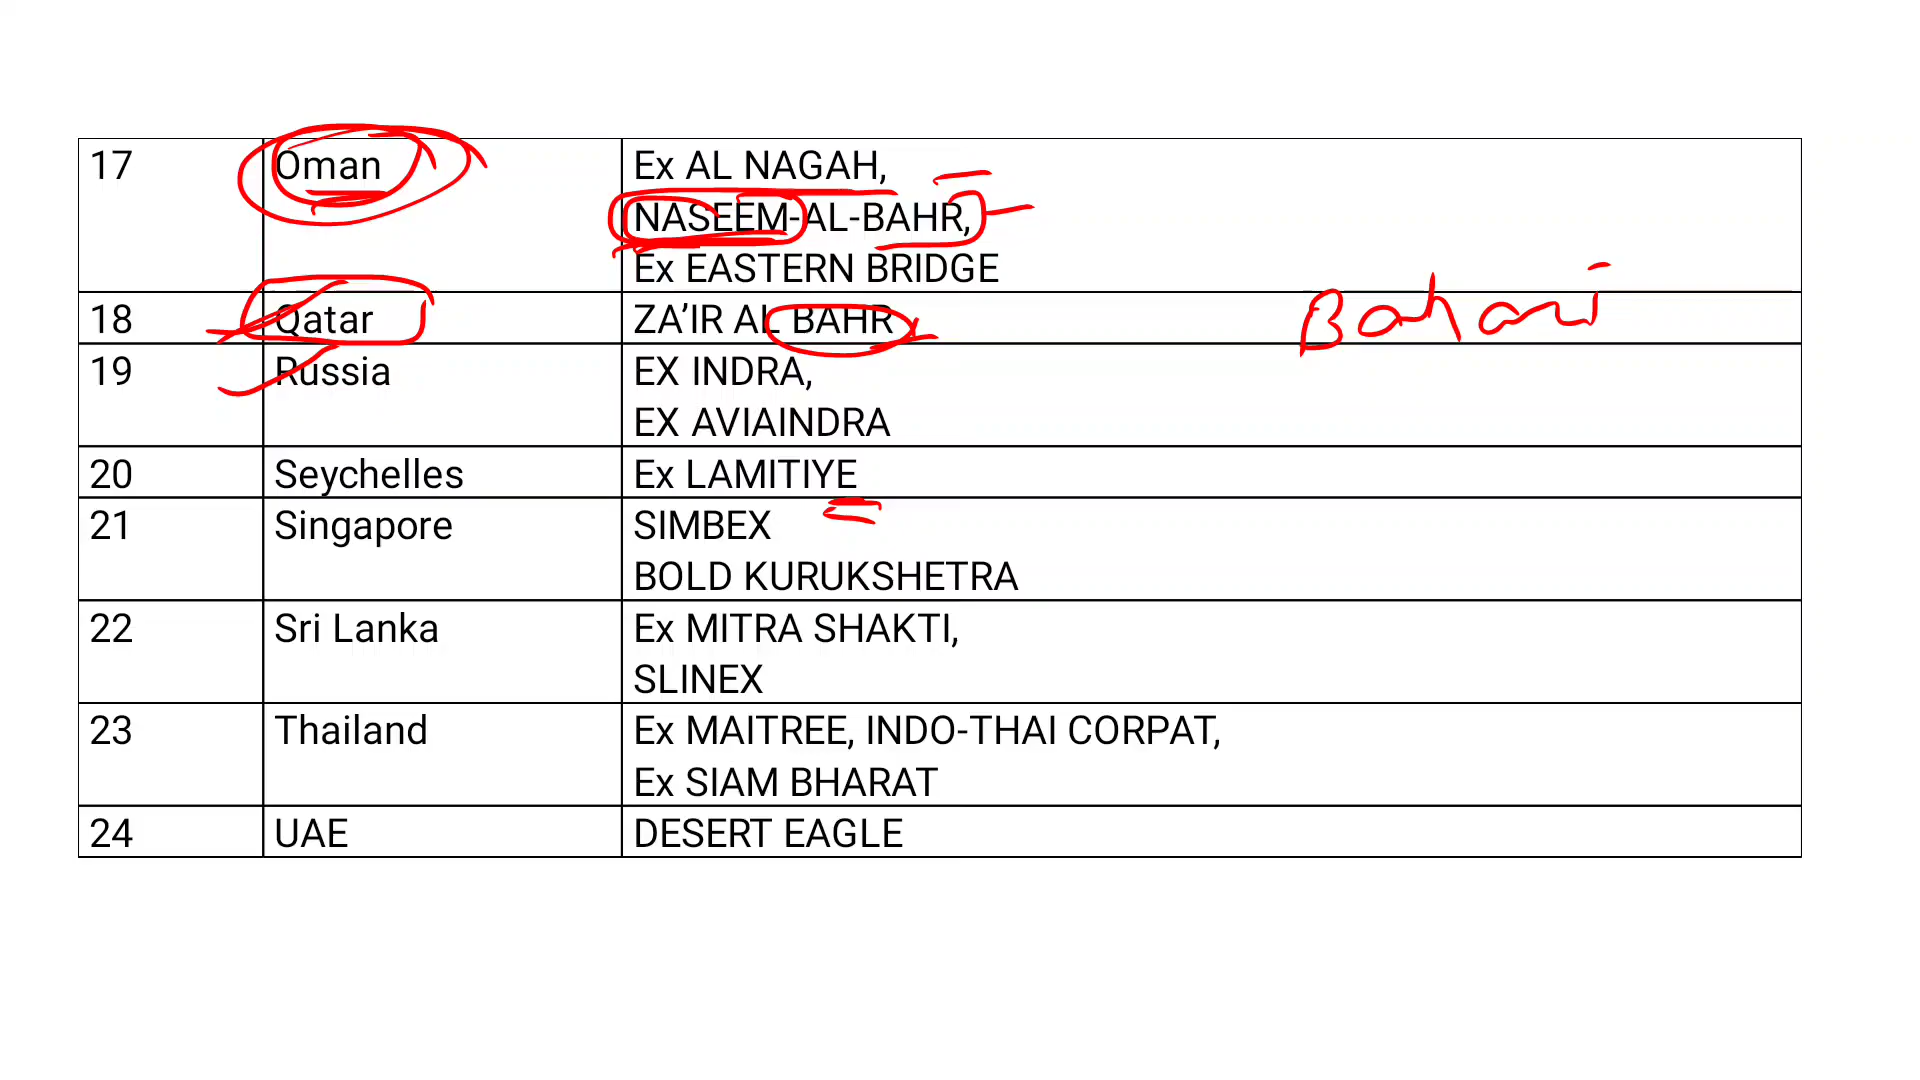 17 Oman Ex AL NAGAH,
NASEEM-AL-BAHR,
Ex EASTERN BRIDGE
18 Qatar ZA’IR AL BAHR
Bahari
19 Russia EX INDRA,
EX AVIAINDRA
20 Seychelles Ex LAMITIYE
21 Singapore SIMBEX
BOLD KURUKSHETRA
22 Sri Lanka Ex MITRA SHAKTI,
SLINEX
23 Thailand Ex MAITREE, INDO-THAI CORPAT,
Ex SIAM BHARAT
24 UAE DESERT EAGLE